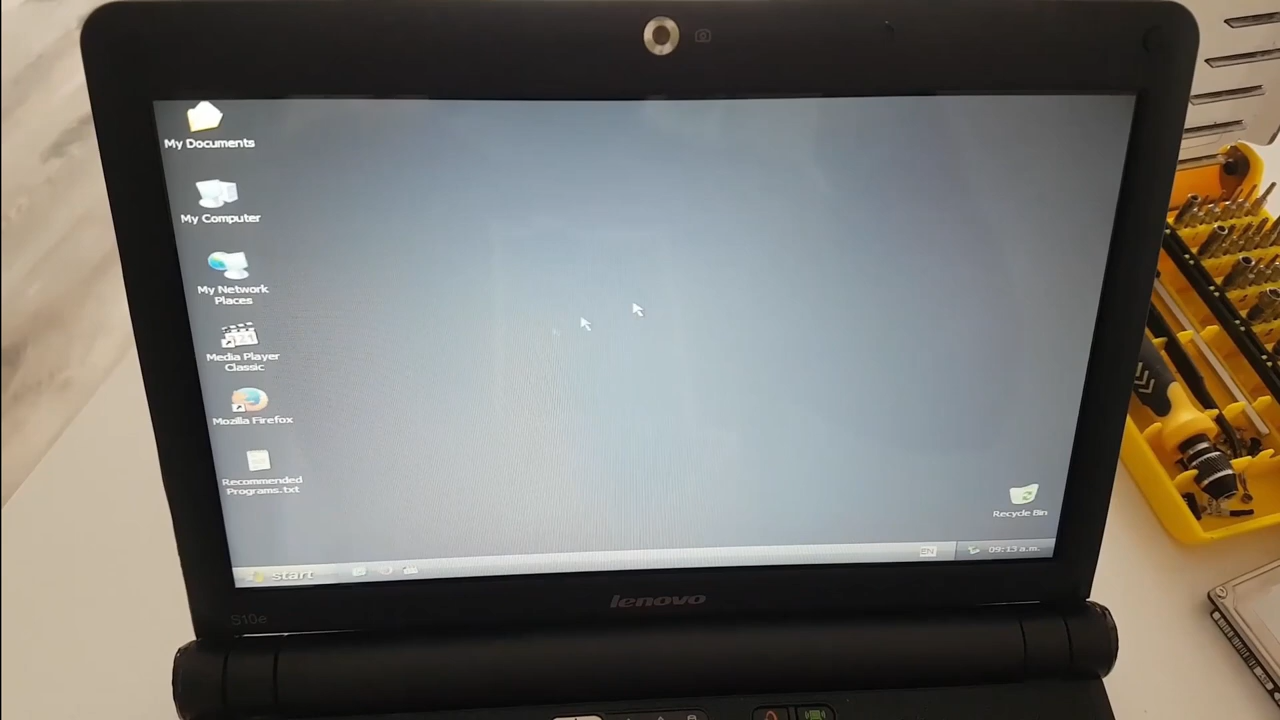 My Documents
My Computer
My Network
Places
Media Player
Classic
Mozilla Firefox
Recommended
Programs.txt
Recycle Bin
start
EN
09:13 a.m.
lenovo
S10e